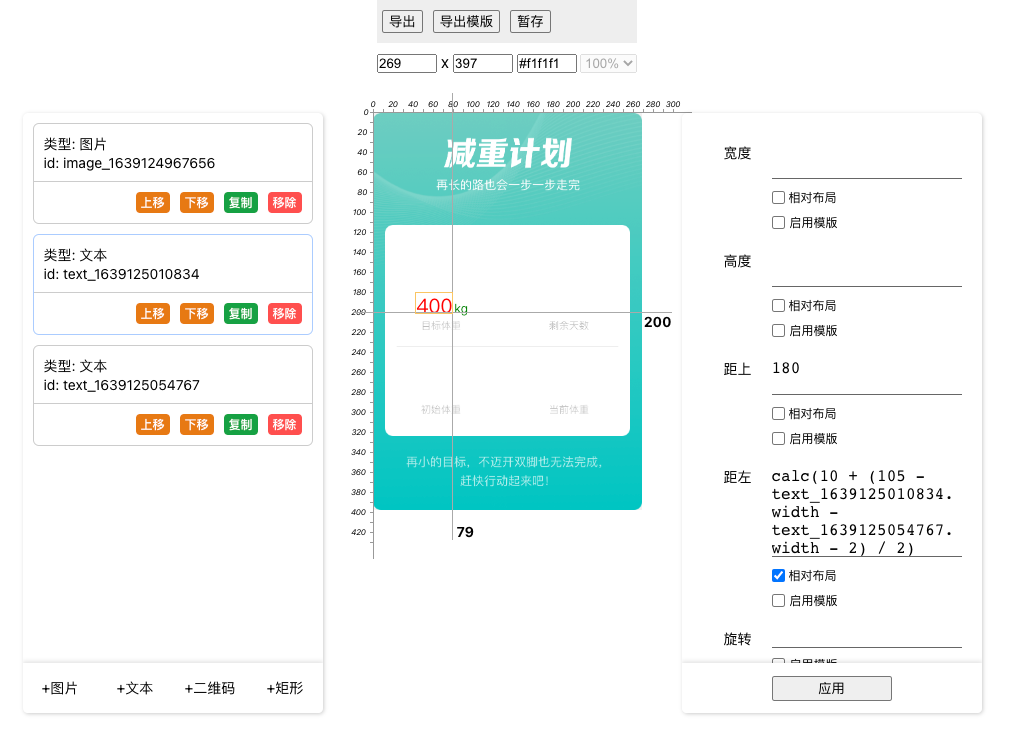 导出 导出模版 暂存
269 X 397 #f1f1f1 100%
0 20 40 60 80 100 120 140 160 180 200 220 240 260 280 300
0
20
40
60
80
100
120
140
160
180
200
220
240
260
280
300
320
340
360
380
400
420
类型: 图片
id: image_1639124967656
上移 下移 复制 移除
类型: 文本
id: text_1639125010834
上移 下移 复制 移除
类型: 文本
id: text_1639125054767
上移 下移 复制 移除
+图片 +文本 +二维码 +矩形
减重计划
再长的路也会一步一步走完
400 kg
目标体重 剩余天数
初始体重 当前体重
再小的目标，不迈开双脚也无法完成，
赶快行动起来吧！
200
79
宽度
相对布局
启用模版
高度
相对布局
启用模版
距上 180
相对布局
启用模版
距左 calc(10 + (105 -
text_1639125010834.
width -
text_1639125054767.
width - 2) / 2)
相对布局
启用模版
旋转
启用模版
应用